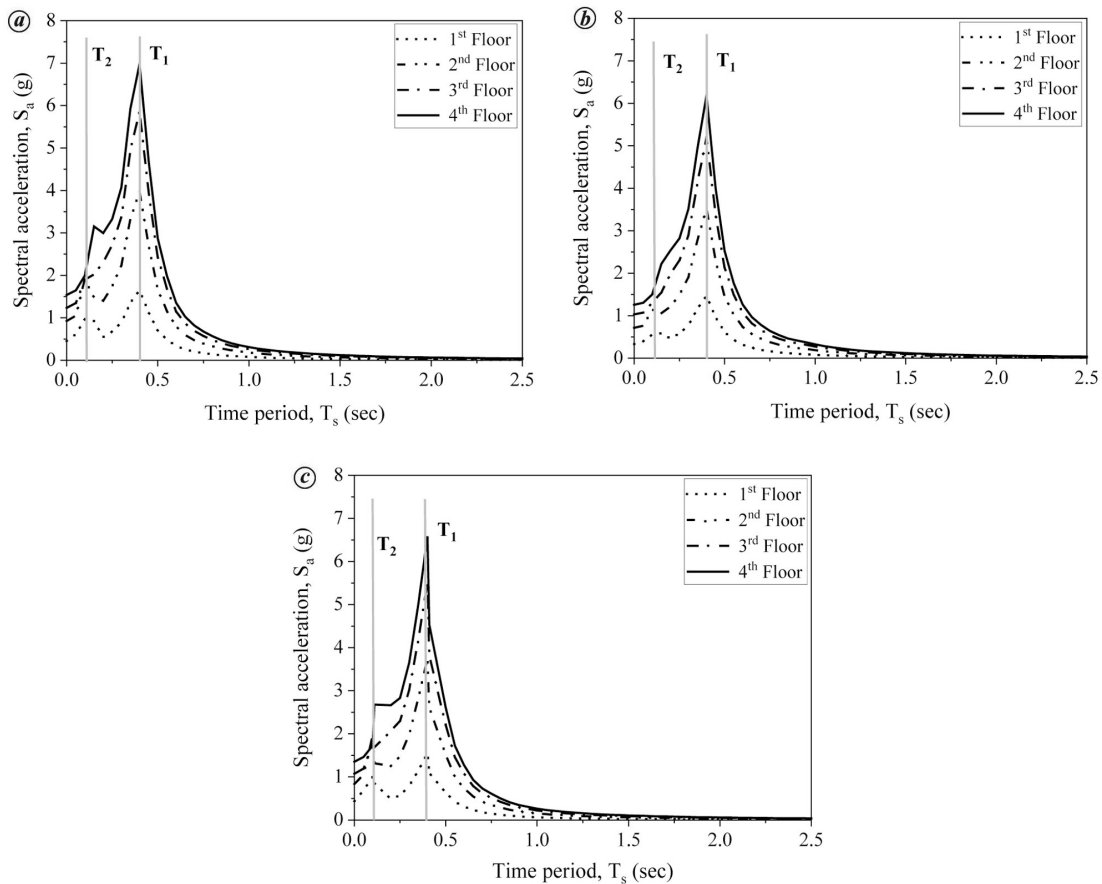 a
8
7
6
5
4
3
2
1
0
Spectral acceleration, Sa (g)
T2
T1
1st Floor
2nd Floor
3rd Floor
4th Floor
0.0 0.5 1.0 1.5 2.0 2.5
Time period, Ts (sec)
b
8
7
6
5
4
3
2
1
0
Spectral acceleration, Sa (g)
T2
T1
1st Floor
2nd Floor
3rd Floor
4th Floor
0.0 0.5 1.0 1.5 2.0 2.5
Time period, Ts (sec)
c
8
7
6
5
4
3
2
1
0
Spectral acceleration, Sa (g)
T2
T1
1st Floor
2nd Floor
3rd Floor
4th Floor
0.0 0.5 1.0 1.5 2.0 2.5
Time period, Ts (sec)